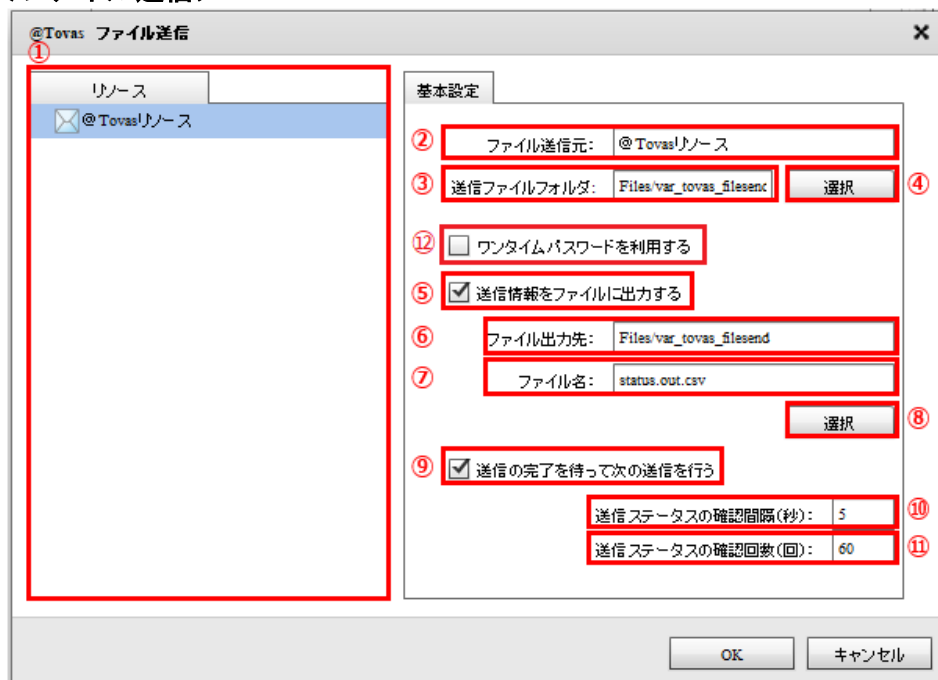 @Tovas ファイル送信
①
リソース
@Tovasリソース
基本設定
② ファイル送信元: @Tovasリソース
③ 送信ファイルフォルダ: Files/var_tovas_filesend 選択 ④
⑫ ワンタイムパスワードを利用する
⑤ 送信情報をファイルに出力する
⑥ ファイル出力先: Files/var_tovas_filesend
⑦ ファイル名: status.out.csv
選択 ⑧
⑨ 送信の完了を待って次の送信を行う
送信ステータスの確認間隔(秒): 5 ⑩
送信ステータスの確認回数(回): 60 ⑪
OK キャンセル